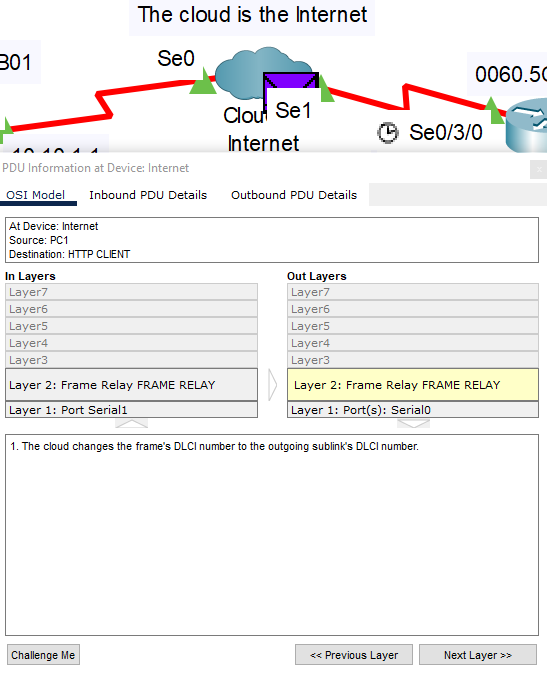 The cloud is the Internet
B01
Se0
0060.50
Clou
Se1
Se0/3/0
Internet
10.10.1.1
PDU Information at Device: Internet
OSI Model
Inbound PDU Details
Outbound PDU Details
At Device: Internet
Source: PC1
Destination: HTTP CLIENT
In Layers
Out Layers
Layer7
Layer7
Layer6
Layer6
Layer5
Layer5
Layer4
Layer4
Layer3
Layer3
Layer 2: Frame Relay FRAME RELAY
Layer 2: Frame Relay FRAME RELAY
Layer 1: Port Serial1
Layer 1: Port(s): Serial0
1. The cloud changes the frame's DLCI number to the outgoing sublink's DLCI number.
Challenge Me
<< Previous Layer
Next Layer >>